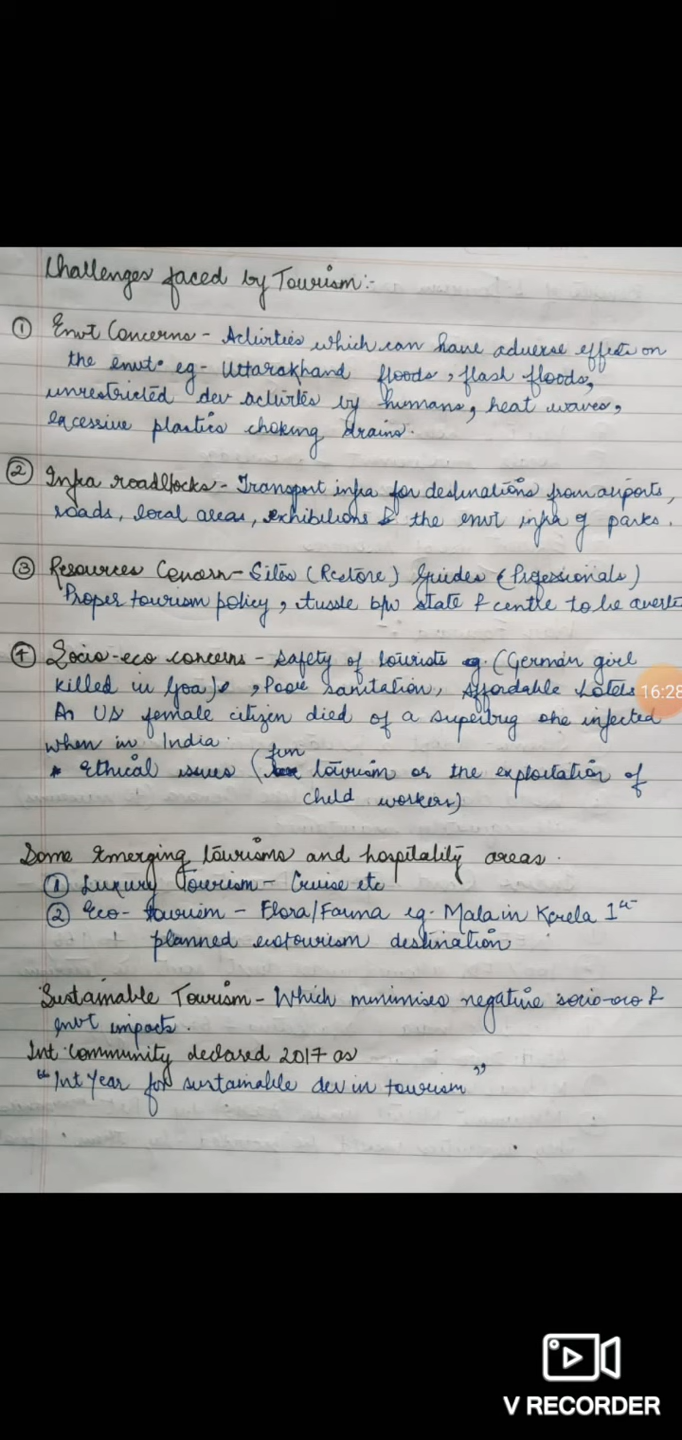 Challenges faced by Tourism:-
① Envt Concerns - Activities which can have adverse effects on
the envt. eg- Uttarakhand floods, flash floods,
unrestricted dev activites by humans, heat waves,
excessive plastics choking drains.
② Infra roadblocks - Transport infra for destinations from airports,
roads, local areas, exhibitions & the envt infra of parks.
③ Resources Concern - Sites (Restore) Guides (Professionals)
Proper tourism policy, tussle b/w state & centre to be averte
④ Socio-eco concerns - Safety of tourists eg. (German girl
killed in Goa), Poor sanitation, Affordable Hotels
16:28
An US female citizen died of a superbug she infected
when in India.
* Ethical issues (fun tourism or the exploitation of
child workers)
Some emerging tourisms and hospitality areas.
① Luxury Tourism - Cruise etc
② Eco-tourism - Flora/Fauna eg- Mala in Kerela 1st
planned ecotourism destination
Sustainable Tourism - Which minimises negative socio-eco &
envt impacts.
Int. Community declared 2017 as
"Int Year for sustainable dev in tourism"
V RECORDER